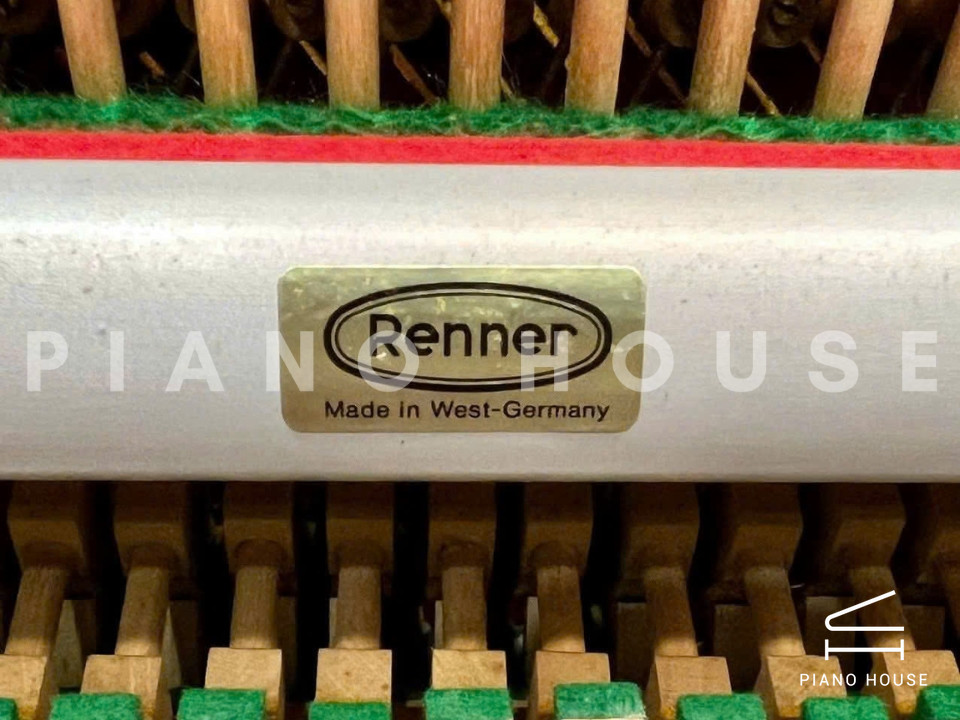 Renner
PIANO HOUSE
Made in West-Germany
PIANO HOUSE